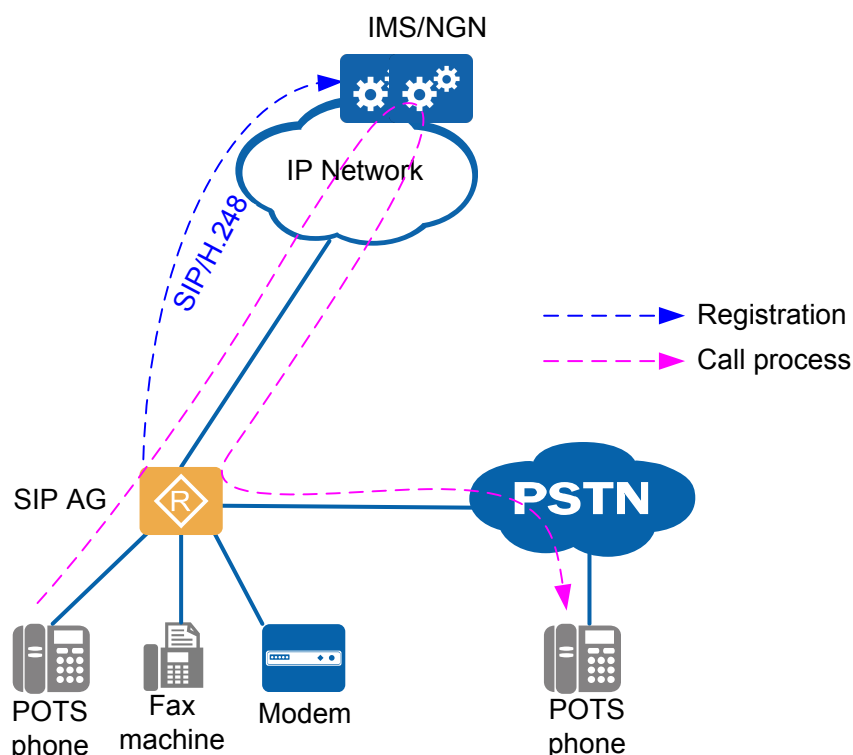 IMS/NGN
IP Network
SIP/H.248
Registration
Call process
SIP AG
R
PSTN
POTS
phone
Fax
machine
Modem
POTS
phone